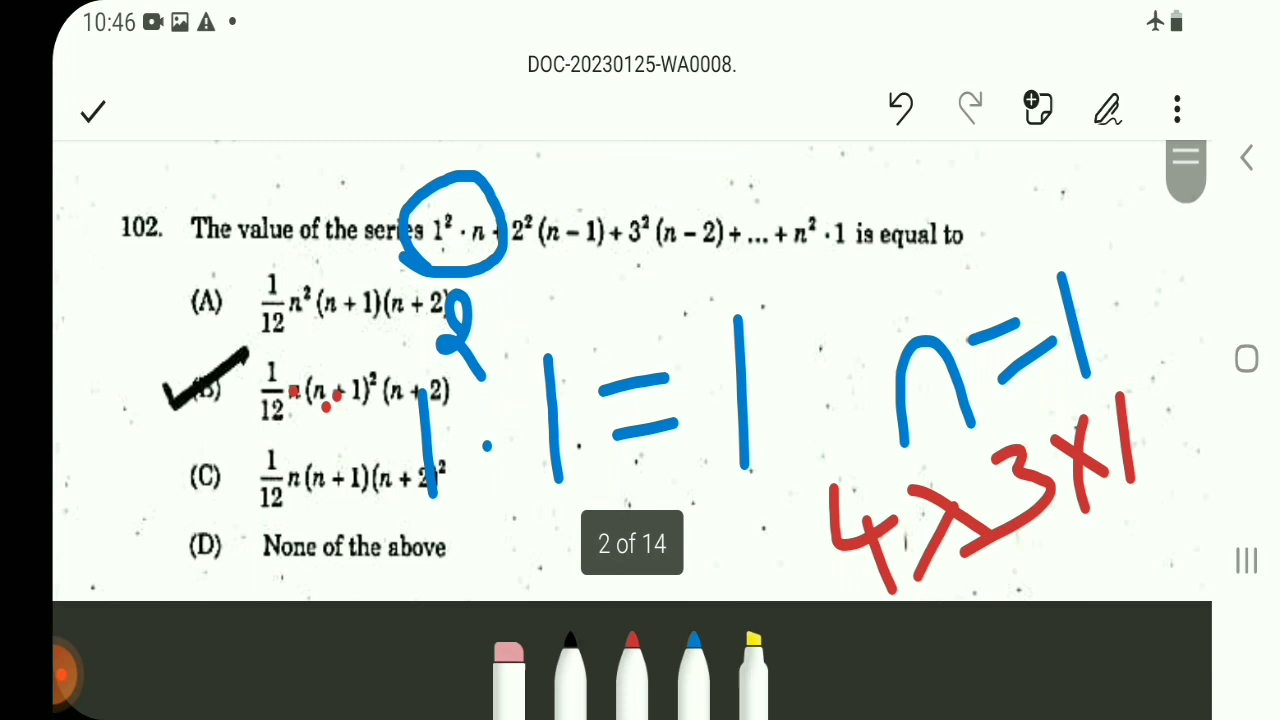 10:46
DOC-20230125-WA0008.
102. The value of the series 1² · n + 2² (n − 1) + 3² (n − 2) + ... + n² · 1 is equal to
(A) 1/12 n² (n + 1)(n + 2)
(B) 1/12 n (n + 1)² (n + 2)
(C) 1/12 n (n + 1)(n + 2)²
(D) None of the above
1² · 1 = 1
n = 1
4 × 3 × 1
2 of 14